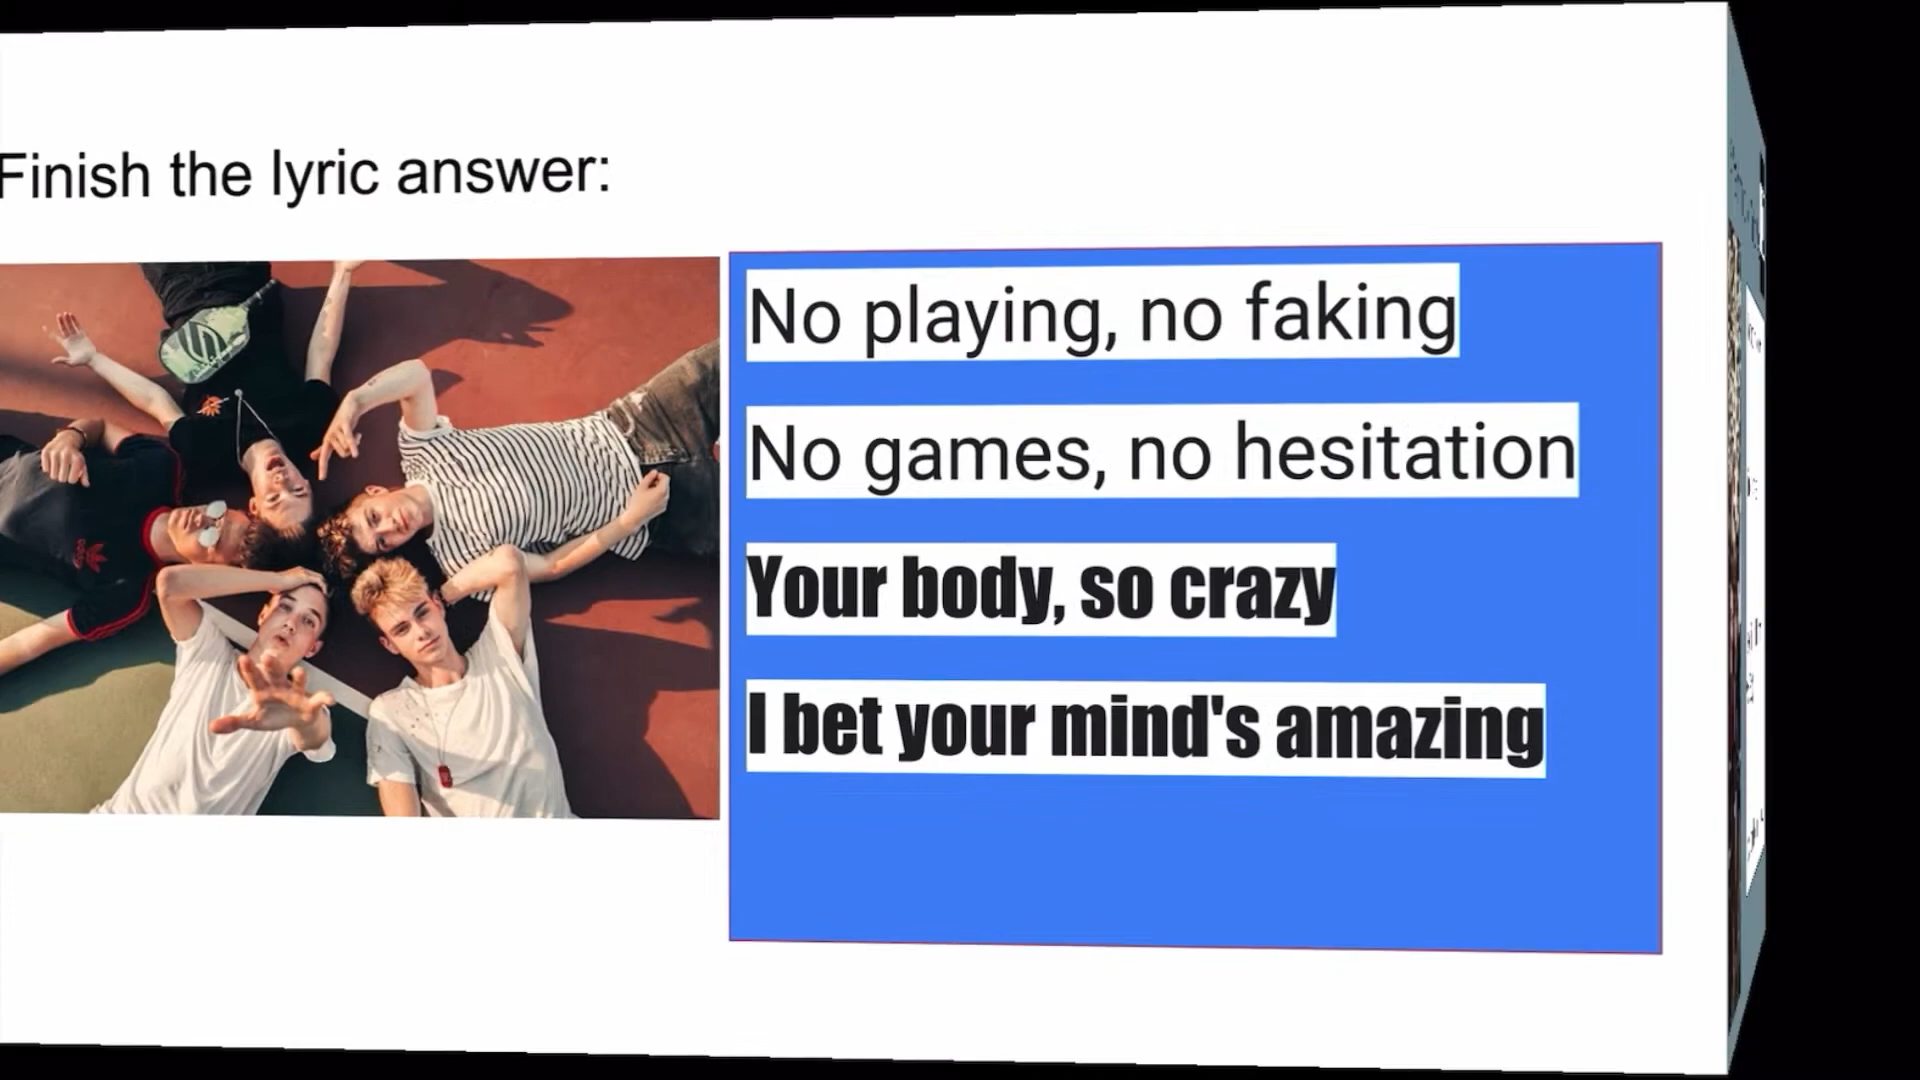 Finish the lyric answer:
No playing, no faking
No games, no hesitation
Your body, so crazy
I bet your mind's amazing